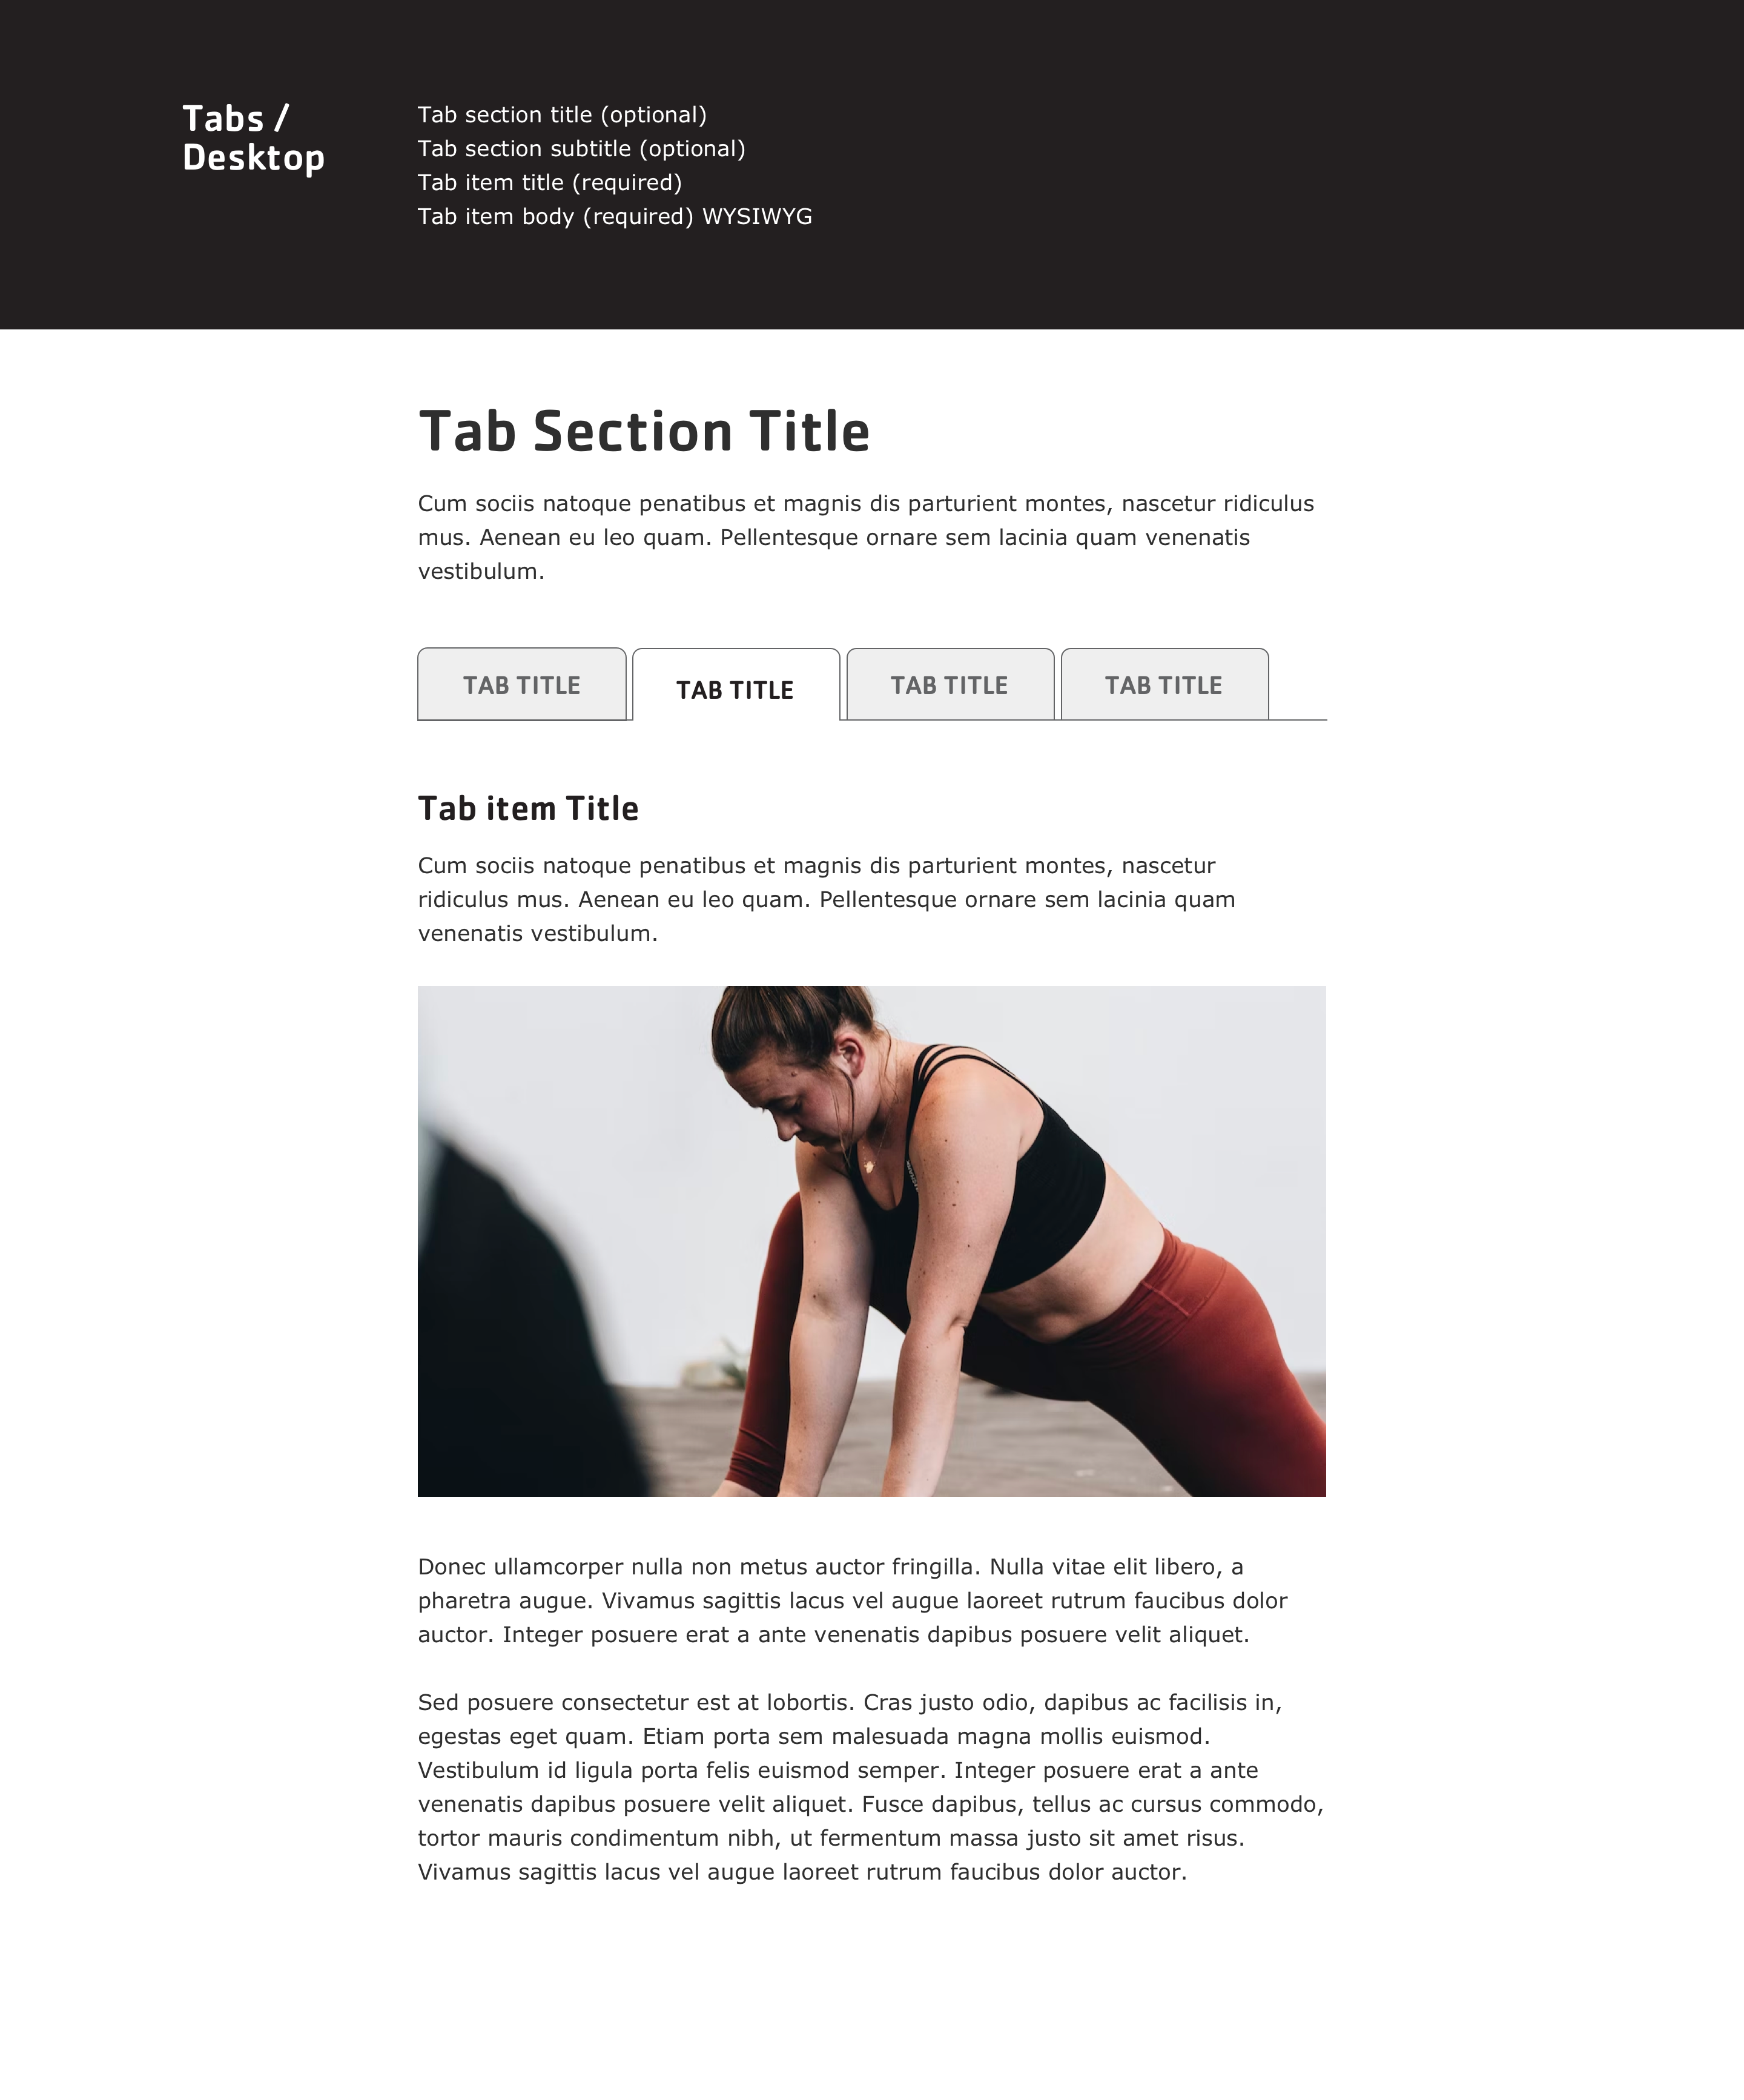 Tabs /
Desktop
Tab section title (optional)
Tab section subtitle (optional)
Tab item title (required)
Tab item body (required) WYSIWYG
Tab Section Title
Cum sociis natoque penatibus et magnis dis parturient montes, nascetur ridiculus
mus. Aenean eu leo quam. Pellentesque ornare sem lacinia quam venenatis
vestibulum.
TAB TITLE
TAB TITLE
TAB TITLE
TAB TITLE
Tab item Title
Cum sociis natoque penatibus et magnis dis parturient montes, nascetur
ridiculus mus. Aenean eu leo quam. Pellentesque ornare sem lacinia quam
venenatis vestibulum.
Donec ullamcorper nulla non metus auctor fringilla. Nulla vitae elit libero, a
pharetra augue. Vivamus sagittis lacus vel augue laoreet rutrum faucibus dolor
auctor. Integer posuere erat a ante venenatis dapibus posuere velit aliquet.
Sed posuere consectetur est at lobortis. Cras justo odio, dapibus ac facilisis in,
egestas eget quam. Etiam porta sem malesuada magna mollis euismod.
Vestibulum id ligula porta felis euismod semper. Integer posuere erat a ante
venenatis dapibus posuere velit aliquet. Fusce dapibus, tellus ac cursus commodo,
tortor mauris condimentum nibh, ut fermentum massa justo sit amet risus.
Vivamus sagittis lacus vel augue laoreet rutrum faucibus dolor auctor.